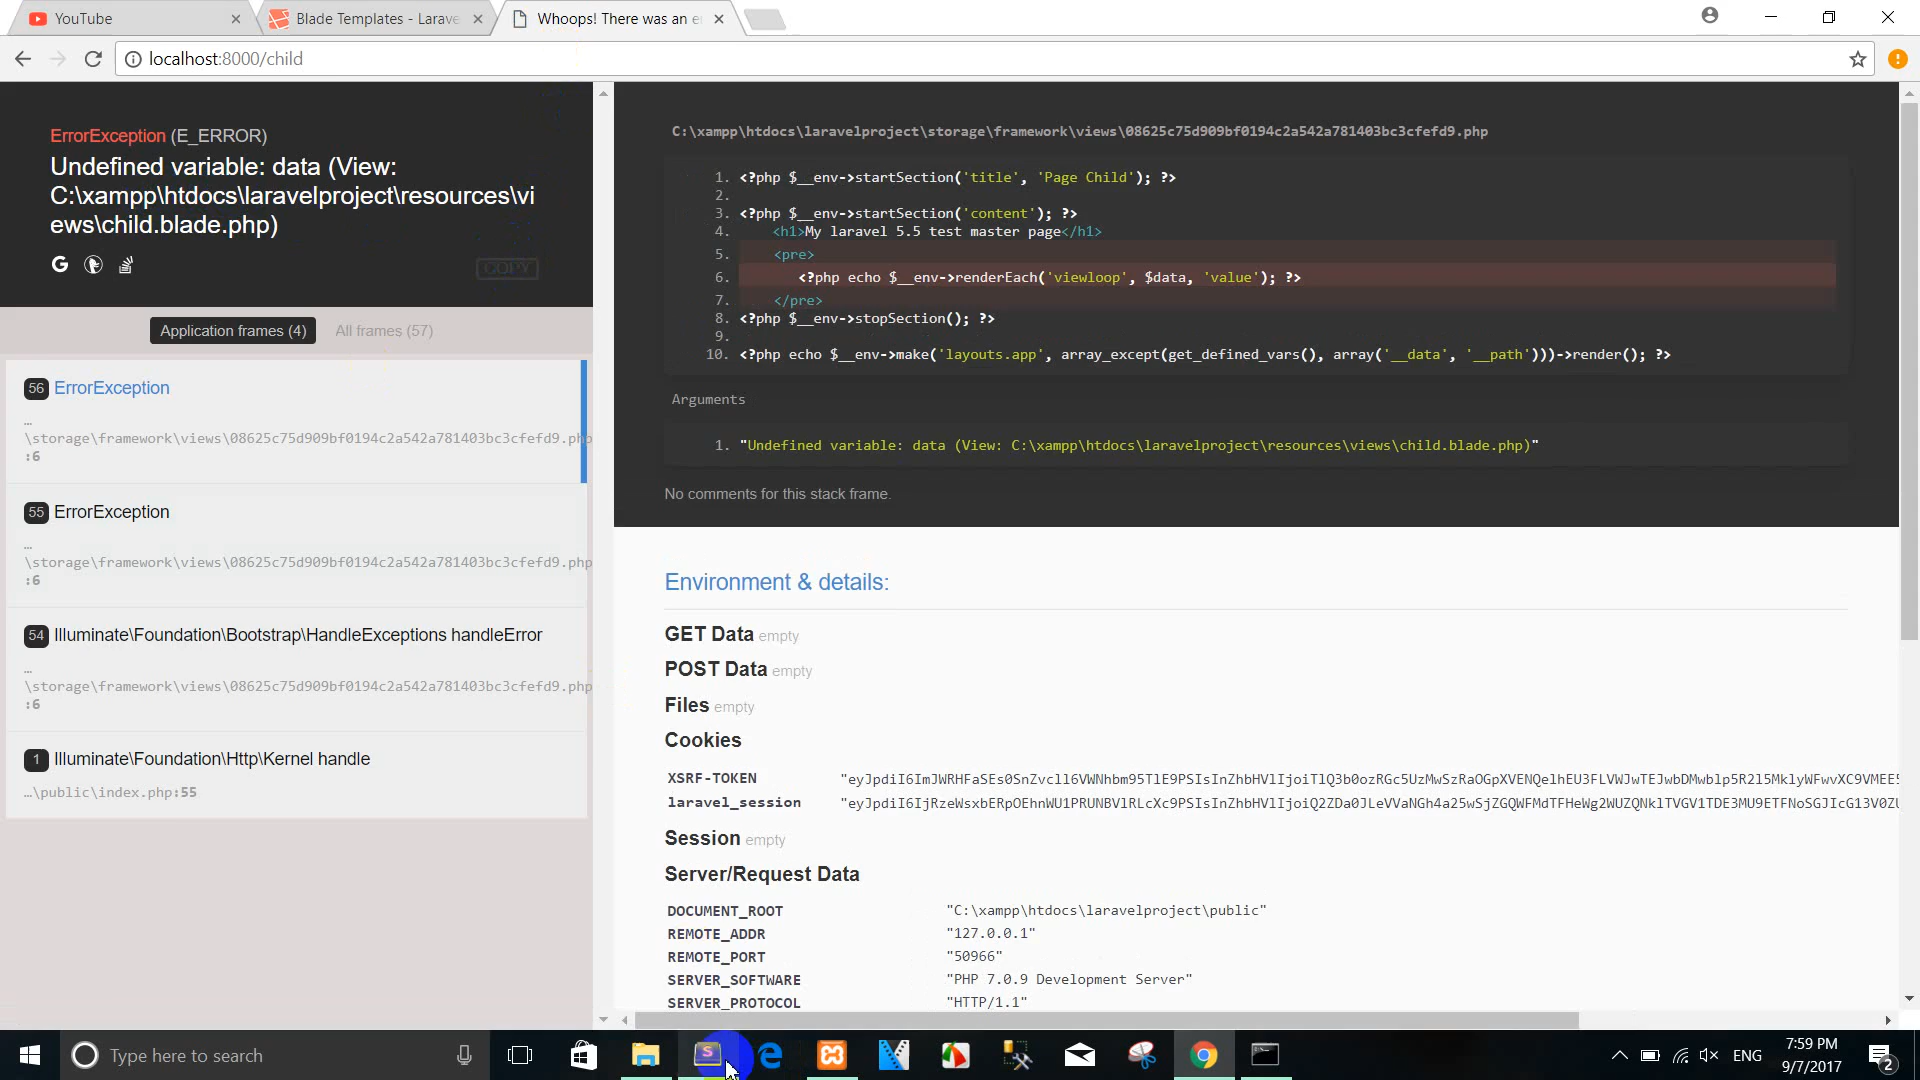 YouTube
Blade Templates - Larave
Whoops! There was an e
localhost:8000/child
ErrorException (E_ERROR)
Undefined variable: data (View:
C:\xampp\htdocs\laravelproject\resources\vi
ews\child.blade.php)
COPY
Application frames (4)
All frames (57)
56 ErrorException
…
\storage\framework\views\08625c75d909bf0194c2a542a781403bc3cfefd9.php
:6
55 ErrorException
…
\storage\framework\views\08625c75d909bf0194c2a542a781403bc3cfefd9.php
:6
54 Illuminate\Foundation\Bootstrap\HandleExceptions handleError
…
\storage\framework\views\08625c75d909bf0194c2a542a781403bc3cfefd9.php
:6
1 Illuminate\Foundation\Http\Kernel handle
…\public\index.php:55
C:\xampp\htdocs\laravelproject\storage\framework\views\08625c75d909bf0194c2a542a781403bc3cfefd9.php
1. <?php $__env->startSection('title', 'Page Child'); ?>
2.
3. <?php $__env->startSection('content'); ?>
4. <h1>My laravel 5.5 test master page</h1>
5. <pre>
6. <?php echo $__env->renderEach('viewloop', $data, 'value'); ?>
7. </pre>
8. <?php $__env->stopSection(); ?>
9.
10. <?php echo $__env->make('layouts.app', array_except(get_defined_vars(), array('__data', '__path')))->render(); ?>
Arguments
1. "Undefined variable: data (View: C:\xampp\htdocs\laravelproject\resources\views\child.blade.php)"
No comments for this stack frame.
Environment & details:
GET Data empty
POST Data empty
Files empty
Cookies
XSRF-TOKEN
laravel_session
Session empty
Server/Request Data
DOCUMENT_ROOT "C:\xampp\htdocs\laravelproject\public"
REMOTE_ADDR "127.0.0.1"
REMOTE_PORT "50966"
SERVER_SOFTWARE "PHP 7.0.9 Development Server"
SERVER_PROTOCOL "HTTP/1.1"
Type here to search
ENG
7:59 PM
9/7/2017
2